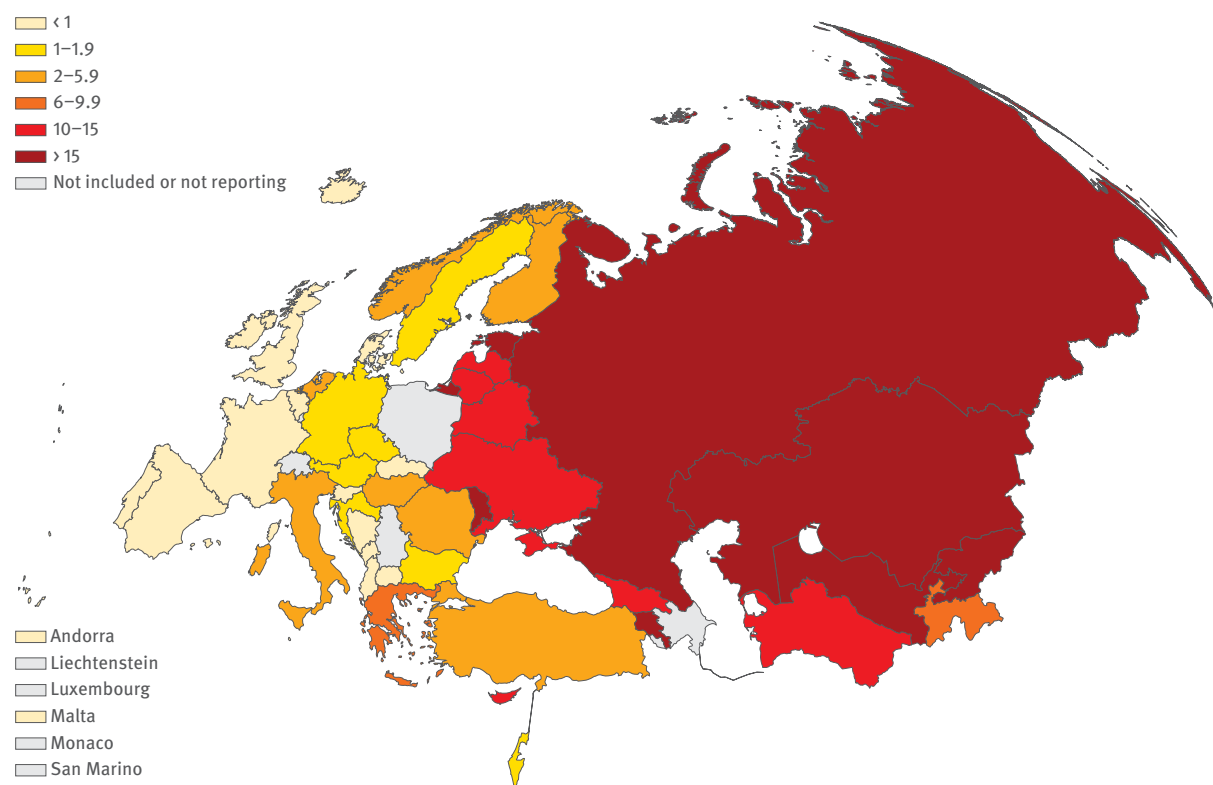 < 1
1–1.9
2–5.9
6–9.9
10–15
> 15
Not included or not reporting
Andorra
Liechtenstein
Luxembourg
Malta
Monaco
San Marino